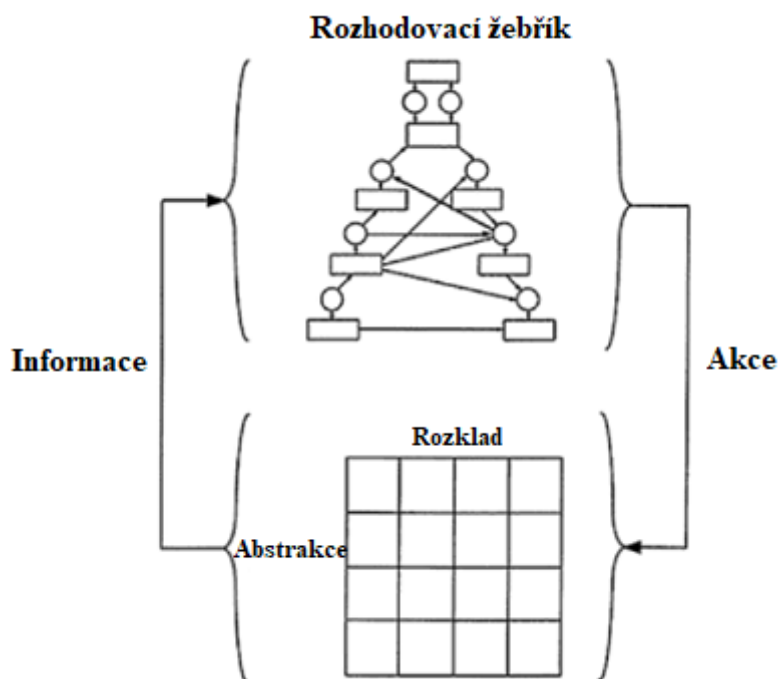 Rozhodovací žebřík
Informace
Akce
Rozklad
Abstrakce